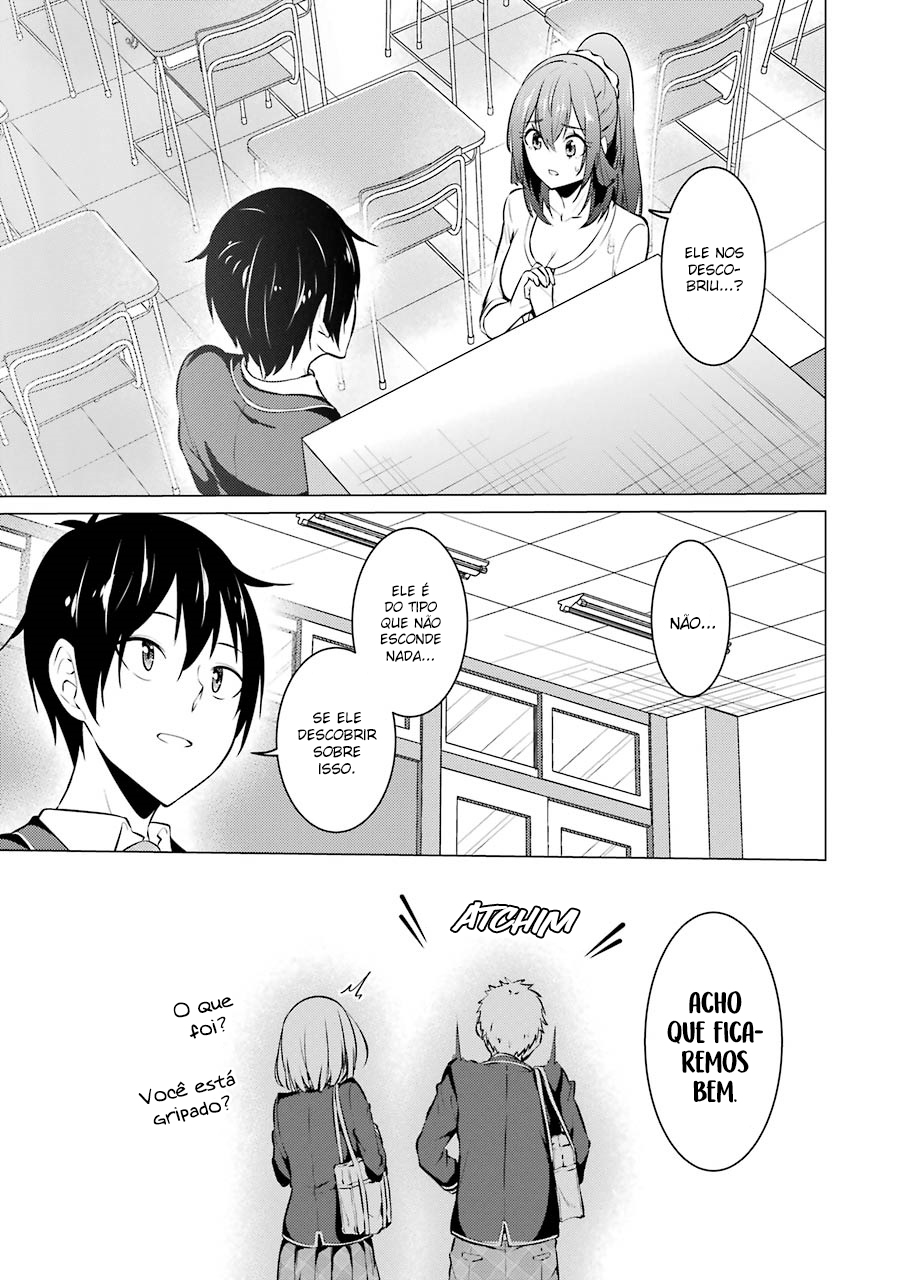 ELE NOS
DESCO-
BRIU...?
NÃO...
ELE É
DO TIPO
QUE NÃO
ESCONDE
NADA...
SE ELE
DESCOBRIR
SOBRE
ISSO.
ACHO
QUE FICA-
REMOS
BEM.
ATCHIM
O que
foi?
Você está
gripado?